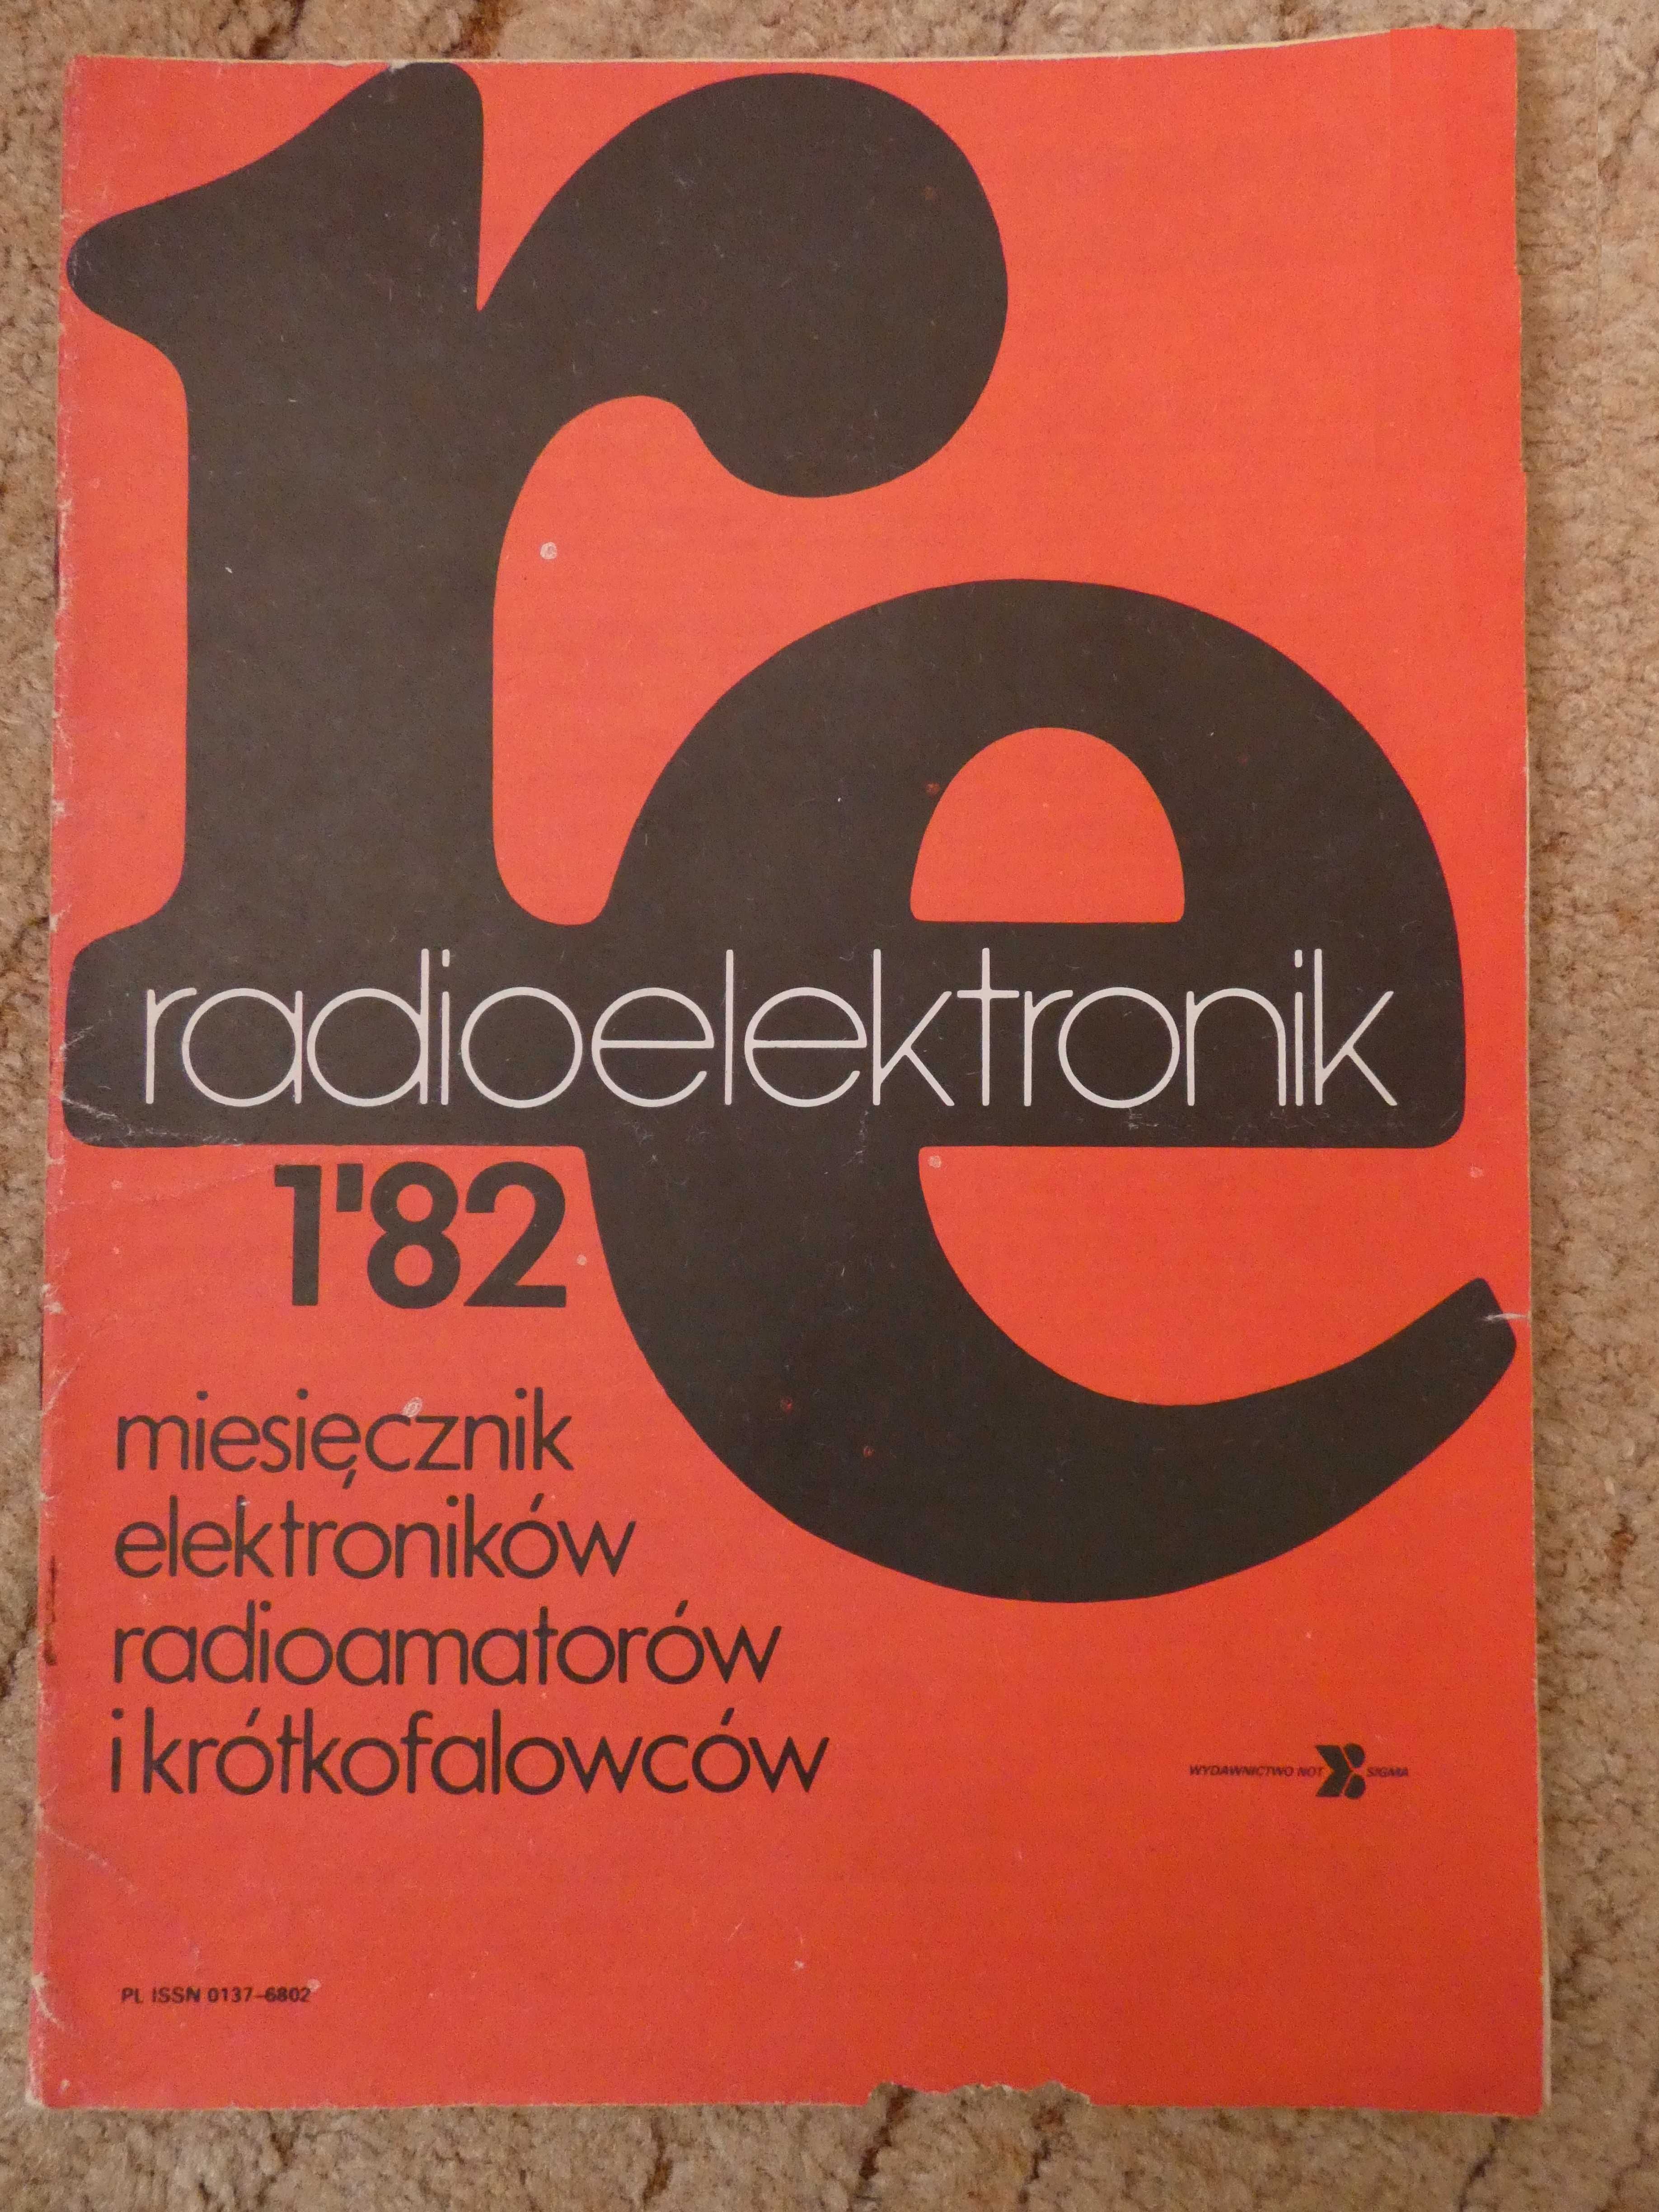 re
radioelektronik
1'82
miesięcznik
elektroników
radioamatorów
i krótkofalowców
WYDAWNICTWO NOT SIGMA
PL ISSN 0137-6802